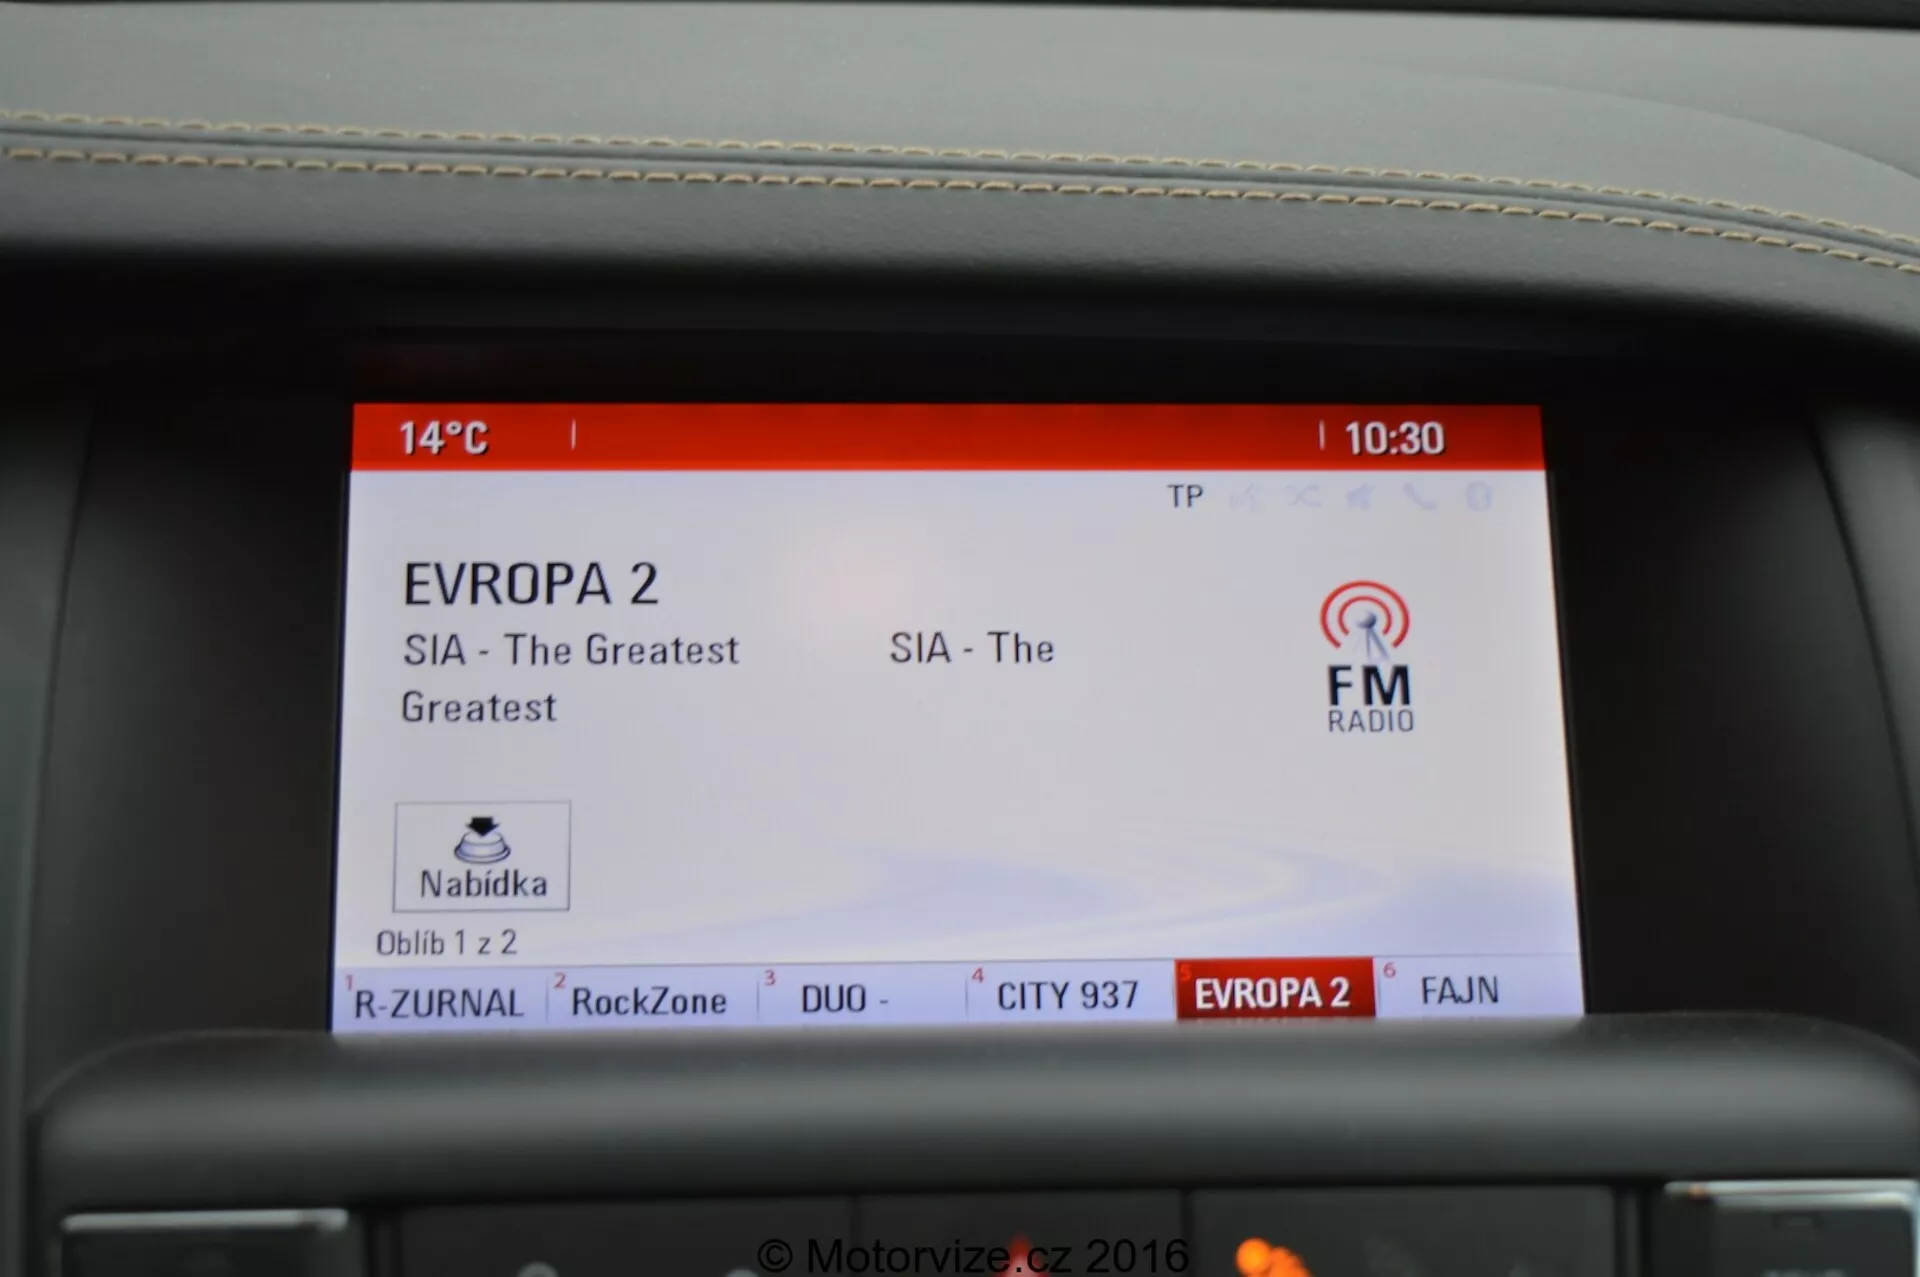 14°C 10:30
TP
EVROPA 2
SIA - The Greatest SIA - The
Greatest
FM
RADIO
Nabídka
Oblíb 1 z 2
1 R-ZURNAL 2 RockZone 3 DUO - 4 CITY 937 5 EVROPA 2 6 FAJN
© Motorvize.cz 2016